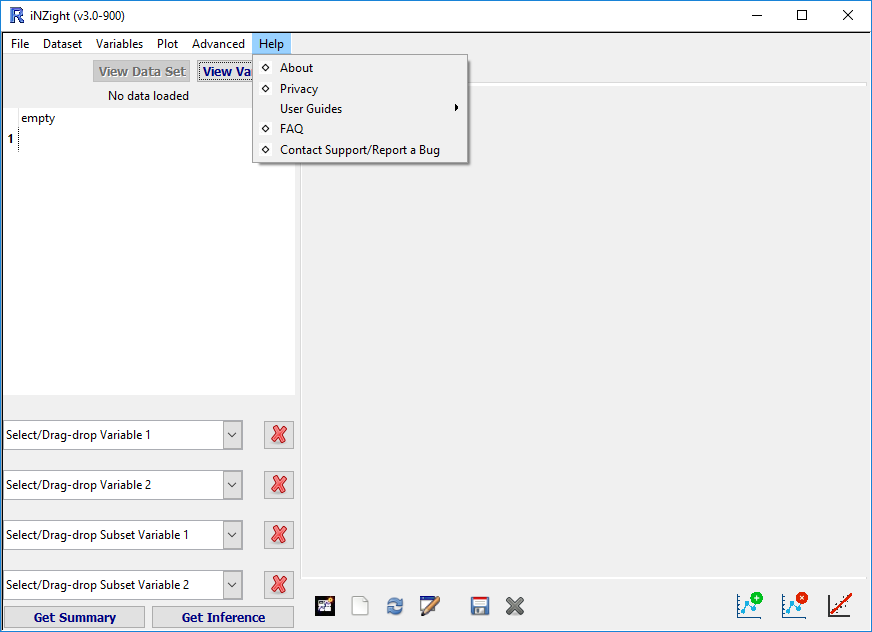 iNZight (v3.0-900)
File Dataset Variables Plot Advanced Help
View Data Set View Va
No data loaded
empty
1
About
Privacy
User Guides
FAQ
Contact Support/Report a Bug
Select/Drag-drop Variable 1
Select/Drag-drop Variable 2
Select/Drag-drop Subset Variable 1
Select/Drag-drop Subset Variable 2
Get Summary Get Inference